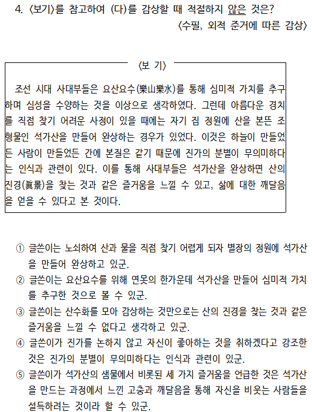 4. <보기>를 참고하여 (다)를 감상할 때 적절하지 않은 것은?
<수필, 외적 준거에 따른 감상>
<보 기>
조선 시대 사대부들은 요산요수(樂山樂水)를 통해 심미적 가치를 추구
하며 심성을 수양하는 것을 이상으로 생각하였다. 그런데 아름다운 경치
를 직접 찾기 어려운 사정이 있을 때에는 자기 집 정원에 산을 본뜬 조
형물인 석가산을 만들어 완상하는 경우가 있었다. 이것은 하늘이 만들었
든 사람이 만들었든 간에 본질은 같기 때문에 진가의 분별이 무의미하다
는 인식과 관련이 있다. 이를 통해 사대부들은 석가산을 완상하면 산의
진경(眞景)을 찾는 것과 같은 즐거움을 느낄 수 있고, 삶에 대한 깨달음
을 얻을 수 있다고 본 것이다.
① 글쓴이는 노쇠하여 산과 물을 직접 찾기 어렵게 되자 별장의 정원에 석가산
을 만들어 완상하고 있군.
② 글쓴이는 요산요수를 위해 연못의 한가운데 석가산을 만들어 심미적 가치
를 추구한 것으로 볼 수 있군.
③ 글쓴이는 산수화를 모아 감상하는 것만으로는 산의 진경을 찾는 것과 같은
즐거움을 느낄 수 없다고 생각하고 있군.
④ 글쓴이가 진가를 논하지 않고 자신이 좋아하는 것을 취하겠다고 강조한
것은 진가의 분별이 무의미하다는 인식과 관련이 있군.
⑤ 글쓴이가 석가산의 샘물에서 비롯된 세 가지 즐거움을 언급한 것은 석가산
을 만드는 과정에서 느낀 고충과 깨달음을 통해 자신을 비웃는 사람들을
설득하려는 것이라 할 수 있군.